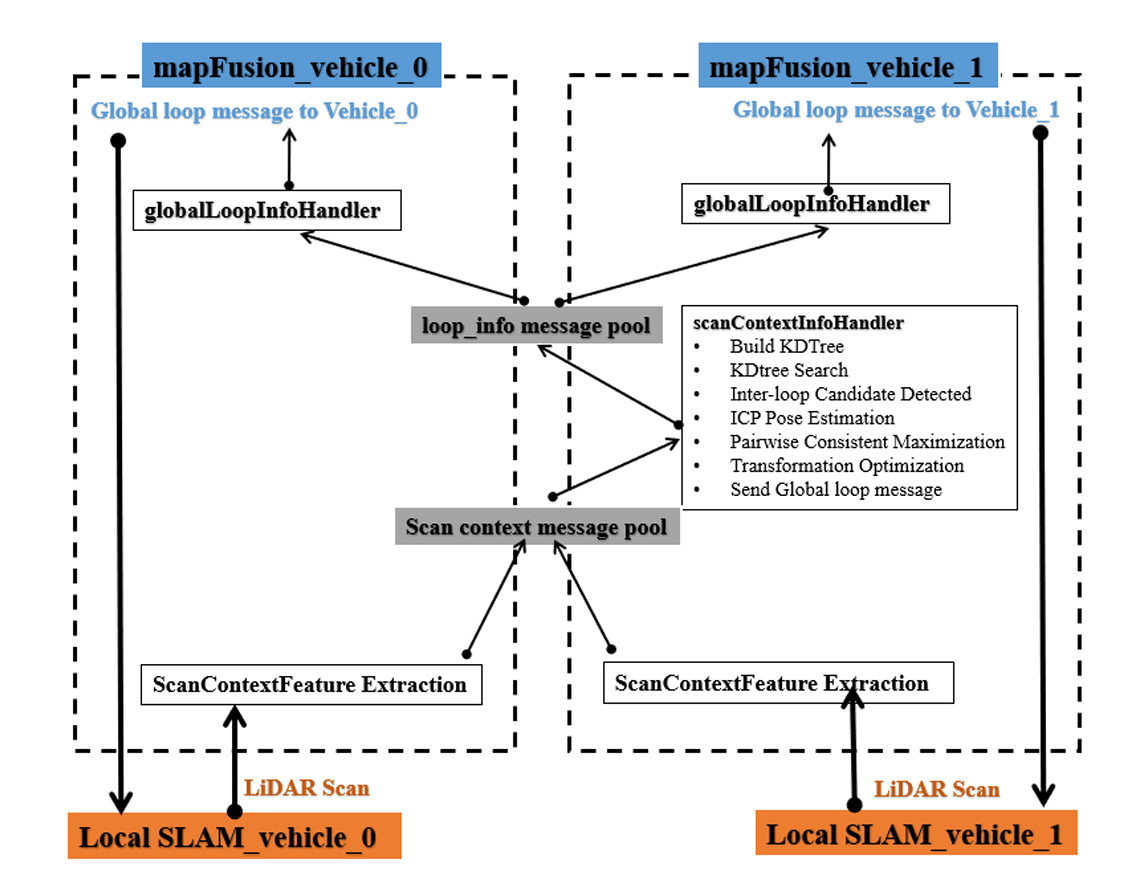 mapFusion_vehicle_0
mapFusion_vehicle_1
Global loop message to Vehicle_0
Global loop message to Vehicle_1
globalLoopInfoHandler
globalLoopInfoHandler
loop_info message pool
scanContextInfoHandler
• Build KDTree
• KDtree Search
• Inter-loop Candidate Detected
• ICP Pose Estimation
• Pairwise Consistent Maximization
• Transformation Optimization
• Send Global loop message
Scan context message pool
ScanContextFeature Extraction
ScanContextFeature Extraction
LiDAR Scan
LiDAR Scan
Local SLAM_vehicle_0
Local SLAM_vehicle_1